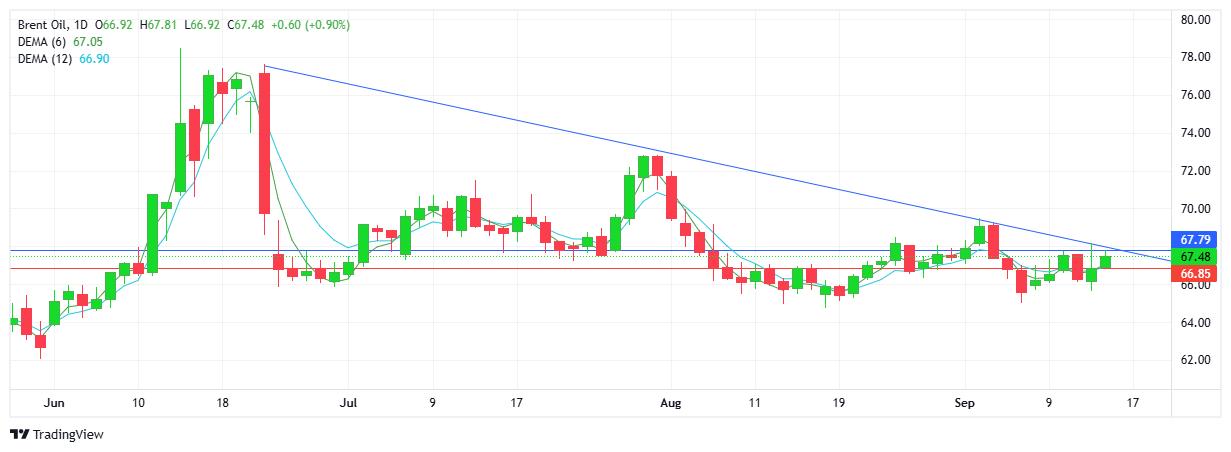 Brent Oil, 1D O66.92 H67.81 L66.92 C67.48 +0.60 (+0.90%)
DEMA (6) 67.05
DEMA (12) 66.90
80.00
78.00
76.00
74.00
72.00
70.00
67.79
67.48
66.85
66.00
64.00
62.00
Jun 10 18 Jul 9 17 Aug 11 19 Sep 9 17
TradingView